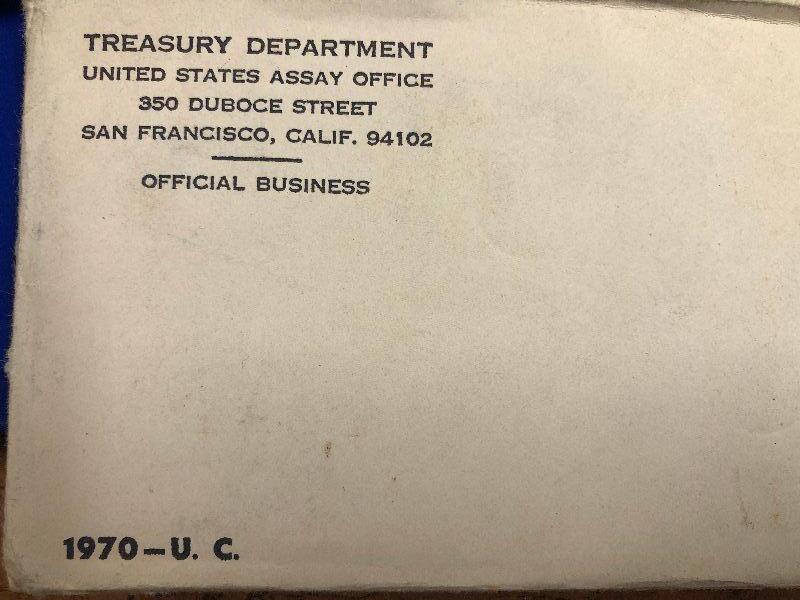 TREASURY DEPARTMENT
UNITED STATES ASSAY OFFICE
350 DUBOCE STREET
SAN FRANCISCO, CALIF. 94102
OFFICIAL BUSINESS
1970—U. C.